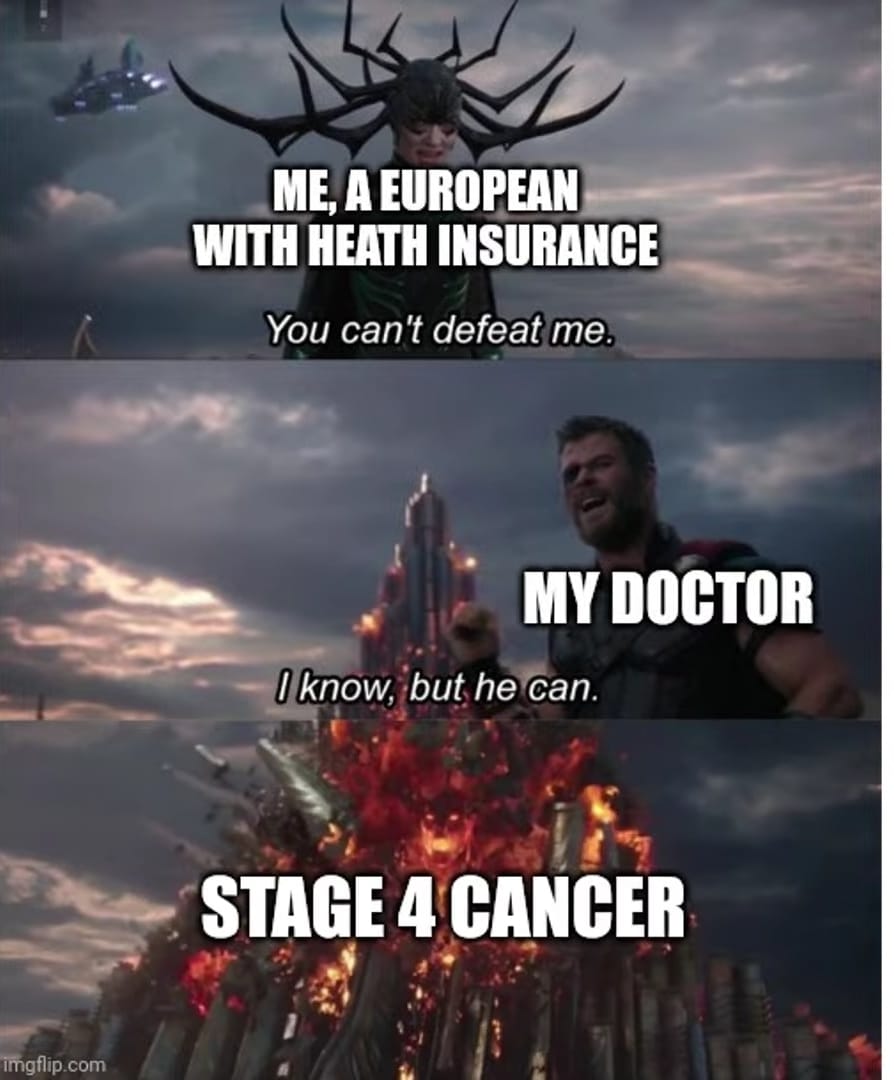 ME, A EUROPEAN
WITH HEATH INSURANCE
You can't defeat me.
MY DOCTOR
I know, but he can.
STAGE 4 CANCER
imgflip.com